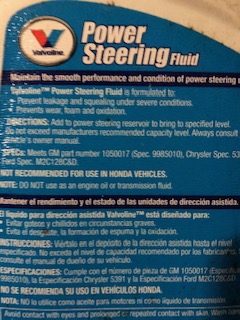 Valvoline
Power
Steering Fluid
Maintain the smooth performance and condition of power steering
Valvoline™ Power Steering Fluid is formulated to:
Prevent leakage and squealing under severe conditions.
Prevents wear, foam and oxidation.
DIRECTIONS: Add to power steering reservoir to bring to specified level.
Do not exceed manufacturers recommended capacity level. Always consult
vehicle's owner manual.
SPECs: Meets GM part number 1050017 (Spec. 9985010), Chrysler Spec. 53
Ford Spec. M2C128C&D.
NOT RECOMMENDED FOR USE IN HONDA VEHICLES.
NOTE: DO NOT use as an engine oil or transmission fluid.
Mantener el rendimiento y el estado de las unidades de dirección asistida.
El líquido para dirección asistida Valvoline™ está diseñado para:
• Evitar goteos y chillidos en circunstancias graves.
• Evita el desgaste, la formación de espuma y la oxidación.
INSTRUCCIONES: Viértalo en el depósito de la dirección asistida hasta el nivel
especificado. No exceda el nivel de capacidad recomendado por los fabricantes.
consulte el manual de dueño de su vehículo.
ESPECIFICACIONES: Cumple con el número de pieza de GM 1050017 (Especific
9985010), la Especificación Chrysler 5391 y la Especificación Ford M2C128C&D
NO SE RECOMIENDA SU USO EN VEHÍCULOS HONDA.
NOTA: NO lo utilice como aceite para motores ni como líquido de transmisión.
Avoid contact with eyes and prolonged or repeated contact with skin. Wash